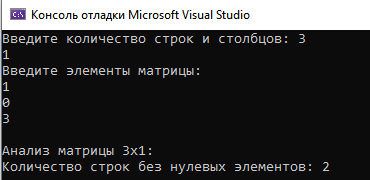 Консоль отладки Microsoft Visual Studio
Введите количество строк и столбцов: 3
1
Введите элементы матрицы:
1
0
3
Анализ матрицы 3x1:
Количество строк без нулевых элементов: 2